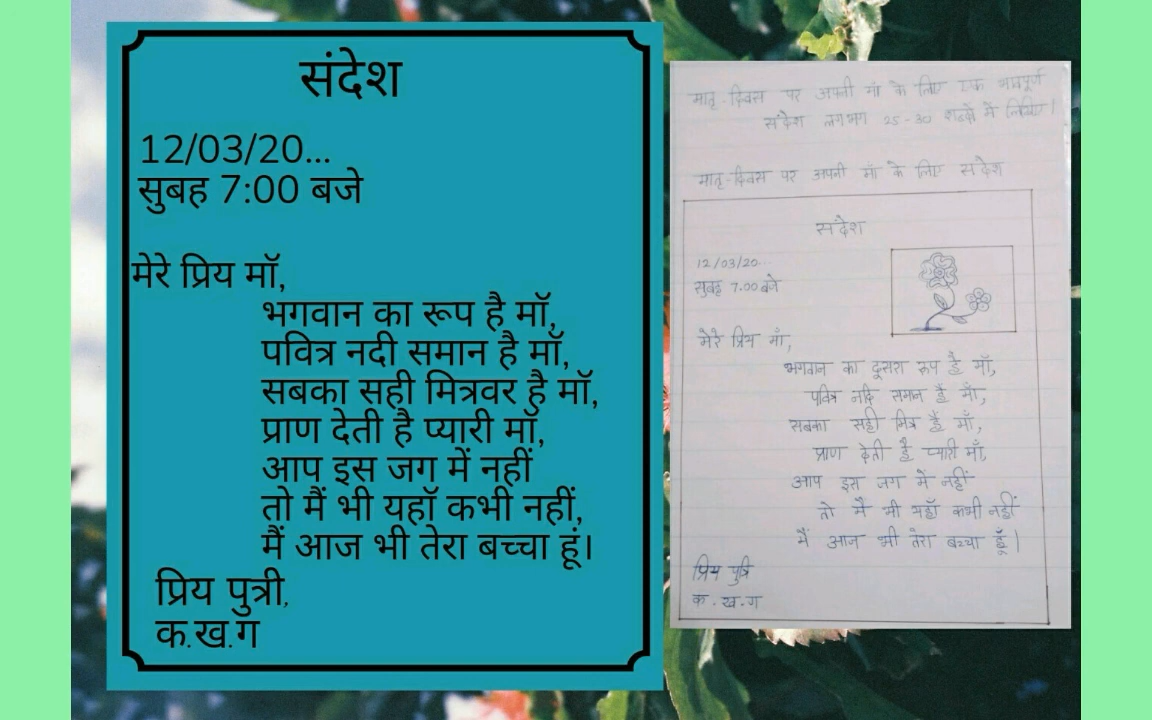 संदेश
12/03/20...
सुबह 7:00 बजे
मेरे प्रिय मॉ,
भगवान का रूप है मॉ,
पवित्र नदी समान है मॉ,
सबका सही मित्रवर है मॉ,
प्राण देती है प्यारी मॉ,
आप इस जग में नहीं
तो मैं भी यहॉ कभी नहीं,
मैं आज भी तेरा बच्चा हूं।
प्रिय पुत्री,
क.ख.ग
मातृ-दिवस पर अपनी माँ के लिए एक भावपूर्ण
संदेश लगभग 25-30 शब्दों में लिखिए।
मातृ-दिवस पर अपनी माँ के लिए संदेश
संदेश
12/03/20...
सुबह 7.00 बजे
मेरे प्रिय माँ,
भगवान का दूसरा रूप है माँ,
पवित्र नदि समान है माँ,
सबका सही मित्र है माँ,
प्राण देती है प्यारी माँ,
आप इस जग में नहीं
तो मैं भी यहाँ कभी नहीं
मैं आज भी तेरा बच्चा हूँ।
प्रिय पुत्रि
क.ख.ग